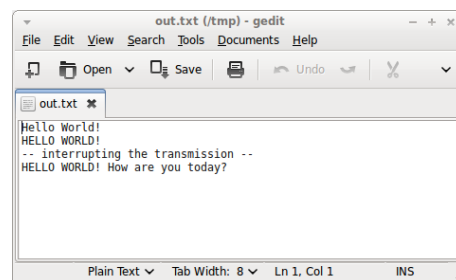 out.txt (/tmp) - gedit
File Edit View Search Tools Documents Help
Open Save Undo
out.txt
Hello World!
HELLO WORLD!
-- interrupting the transmission --
HELLO WORLD! How are you today?
Plain Text Tab Width: 8 Ln 1, Col 1 INS